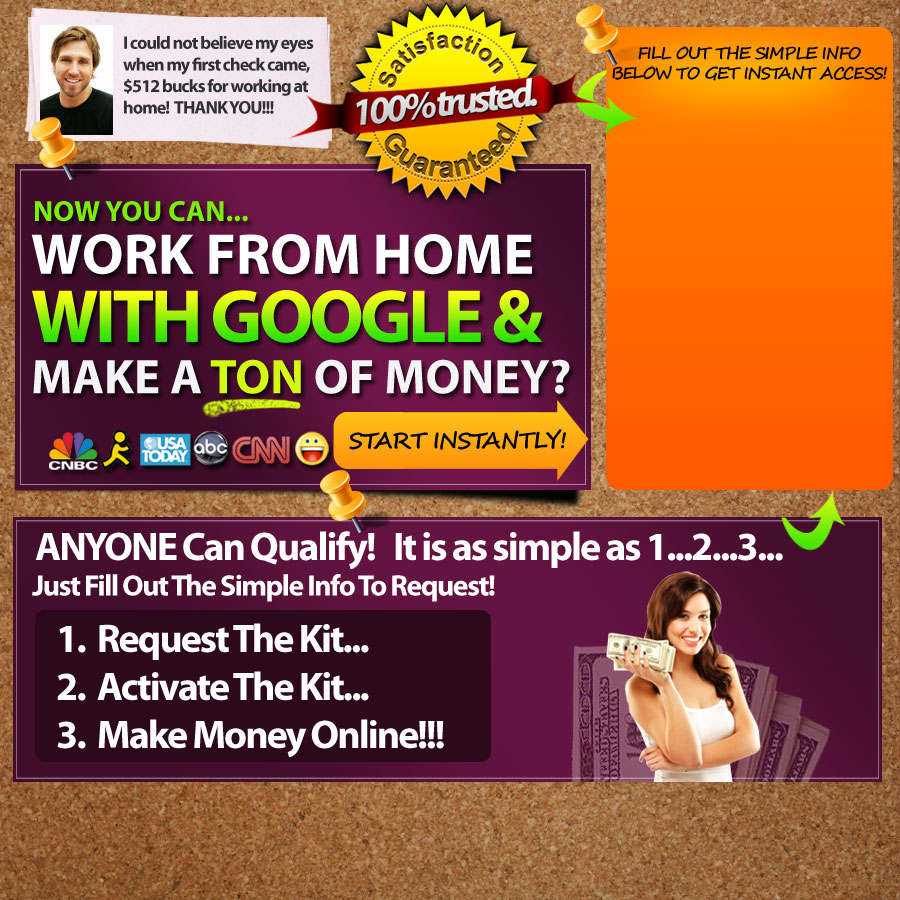 I could not believe my eyes
when my first check came,
$512 bucks for working at
home! THANK YOU!!!
Satisfaction
100% trusted.
Guaranteed
FILL OUT THE SIMPLE INFO
BELOW TO GET INSTANT ACCESS!
NOW YOU CAN...
WORK FROM HOME
WITH GOOGLE &
MAKE A TON OF MONEY?
CNBC
USA
TODAY
abc
CNN
START INSTANTLY!
ANYONE Can Qualify! It is as simple as 1...2...3...
Just Fill Out The Simple Info To Request!
1. Request The Kit...
2. Activate The Kit...
3. Make Money Online!!!